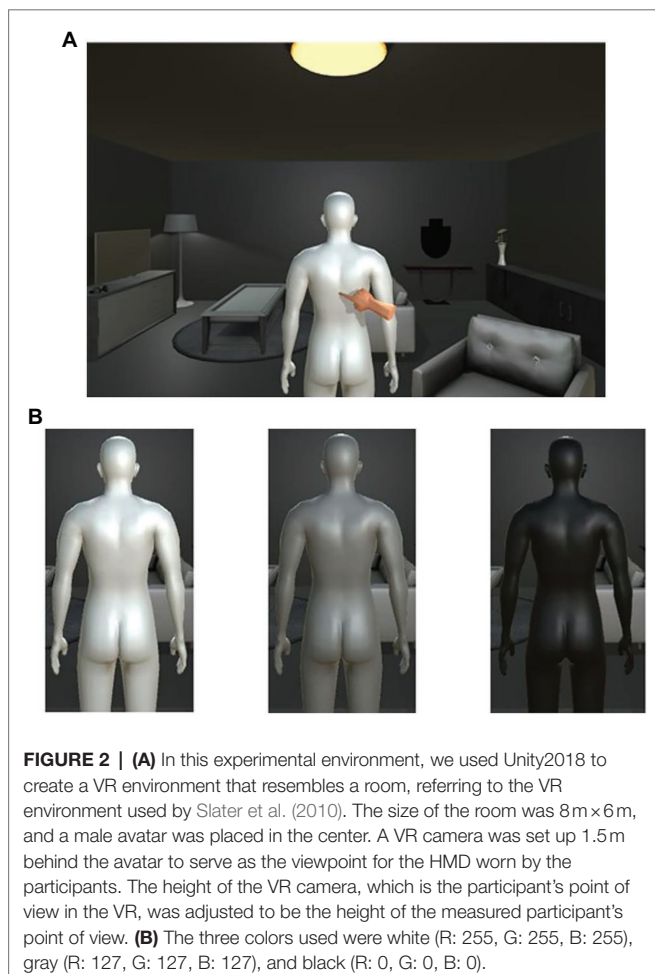 A
B
FIGURE 2 | (A) In this experimental environment, we used Unity2018 to
create a VR environment that resembles a room, referring to the VR
environment used by Slater et al. (2010). The size of the room was 8 m × 6 m,
and a male avatar was placed in the center. A VR camera was set up 1.5 m
behind the avatar to serve as the viewpoint for the HMD worn by the
participants. The height of the VR camera, which is the participant's point of
view in the VR, was adjusted to be the height of the measured participant's
point of view. (B) The three colors used were white (R: 255, G: 255, B: 255),
gray (R: 127, G: 127, B: 127), and black (R: 0, G: 0, B: 0).